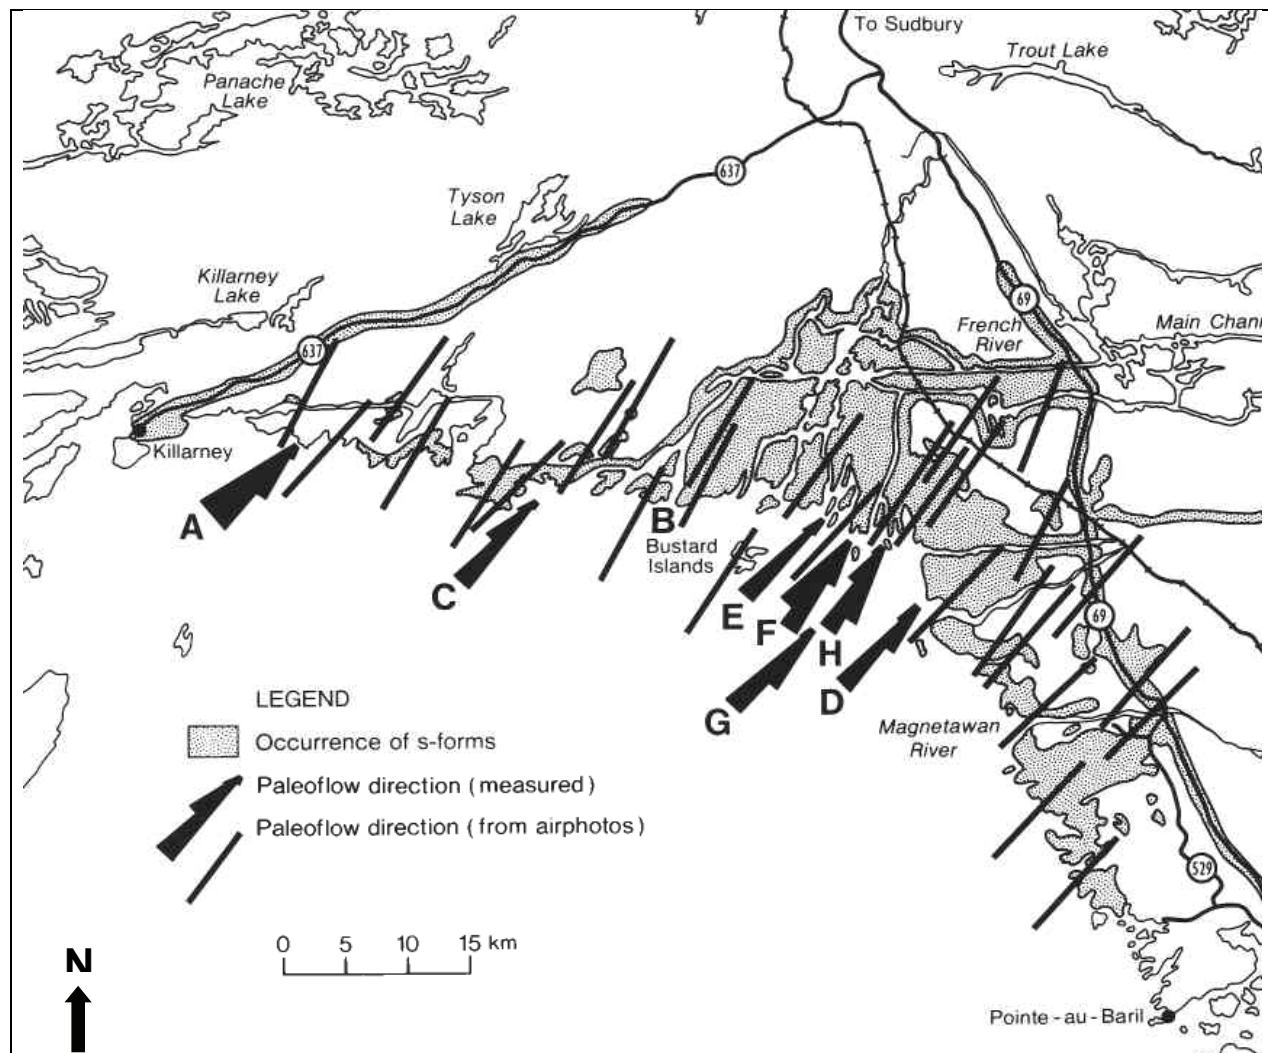 To Sudbury
Trout Lake
Panache
Lake
637
Tyson
Lake
Killarney
Lake
69
French
River
Main Chann
637
Killarney
A
B
Bustard
Islands
C
E
F
H
69
D
G
Magnetawan
River
LEGEND
Occurrence of s-forms
Paleoflow direction (measured)
Paleoflow direction (from airphotos)
529
0 5 10 15 km
N
Pointe-au-Baril